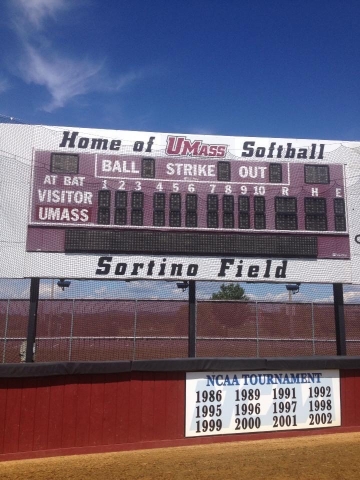 Home of UMASS Softball
BALL STRIKE OUT
AT BAT 1 2 3 4 5 6 7 8 9 10 R H E
VISITOR
UMASS
Sortino Field
NCAA TOURNAMENT
1986 1989 1991 1992
1995 1996 1997 1998
1999 2000 2001 2002